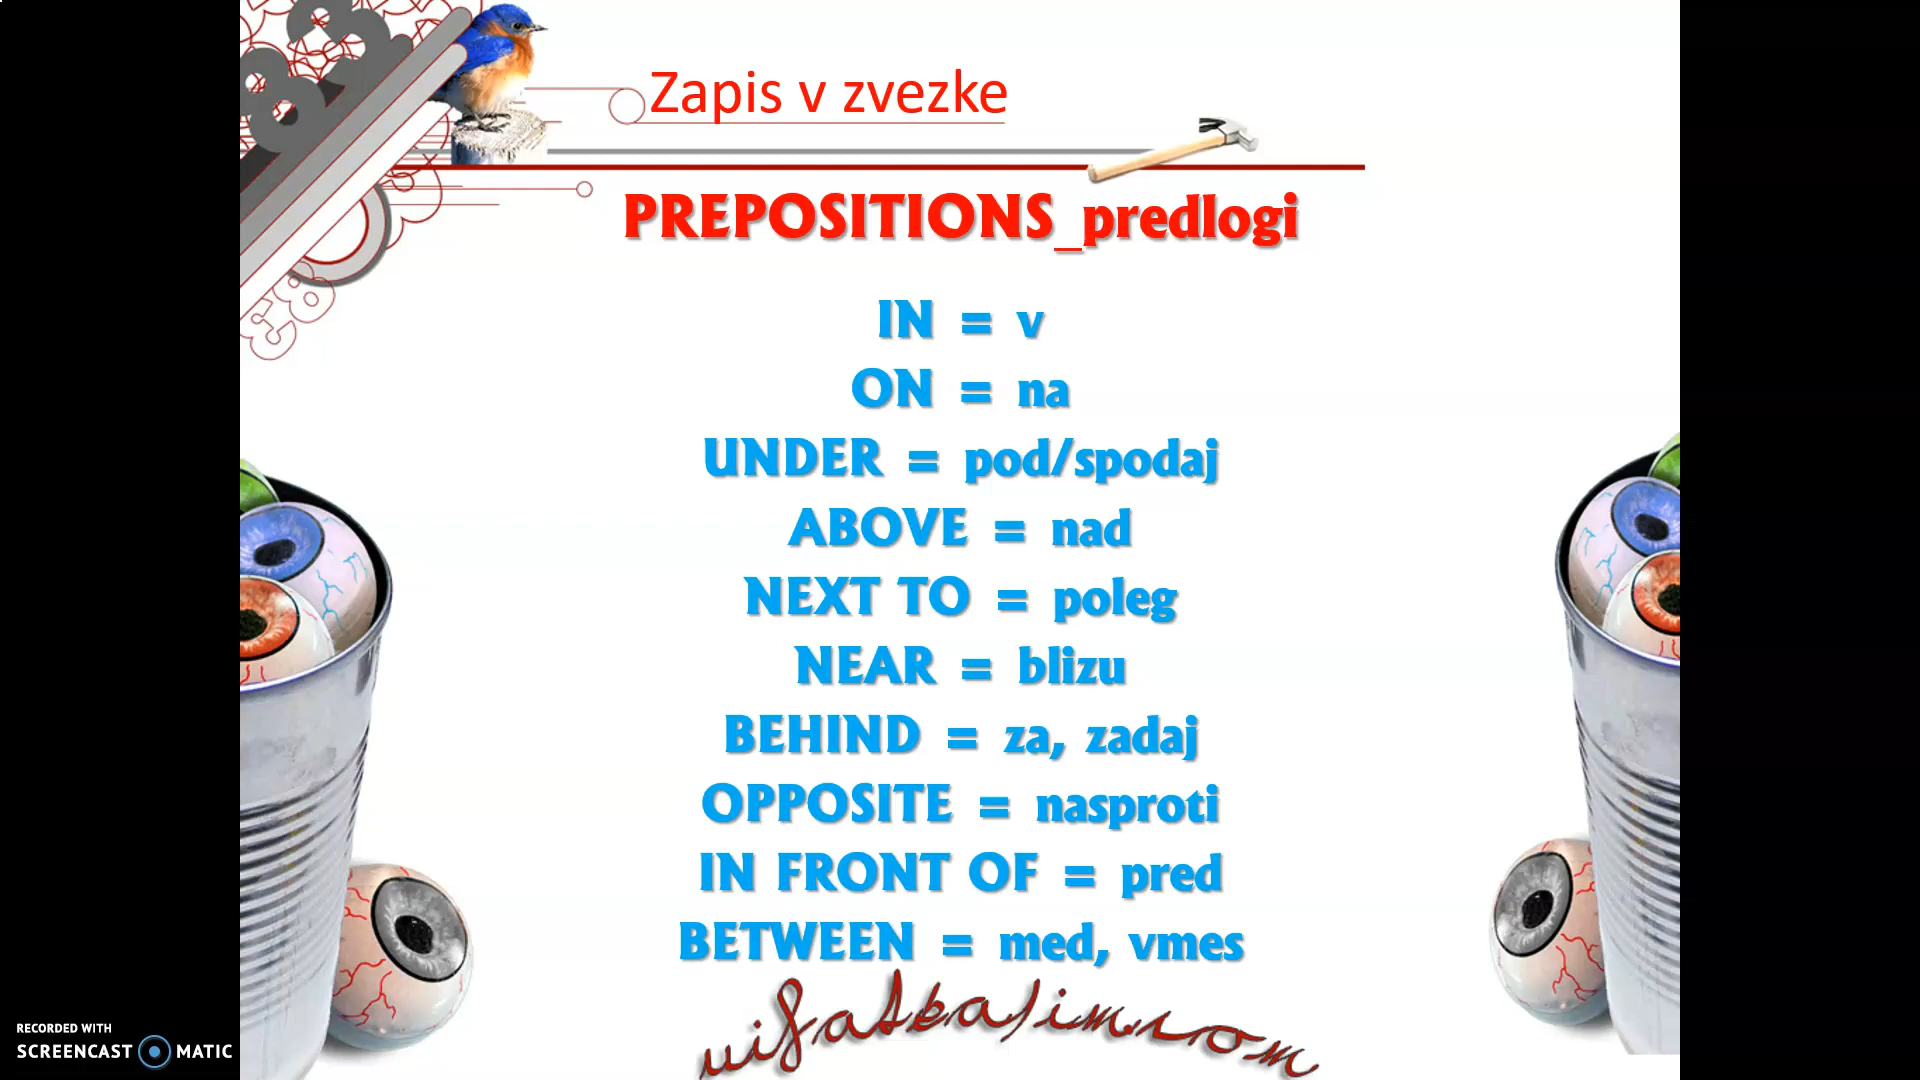 Zapis v zvezke
PREPOSITIONS_predlogi
IN = v
ON = na
UNDER = pod/spodaj
ABOVE = nad
NEXT TO = poleg
NEAR = blizu
BEHIND = za, zadaj
OPPOSITE = nasproti
IN FRONT OF = pred
BETWEEN = med, vmes
RECORDED WITH
SCREENCAST MATIC